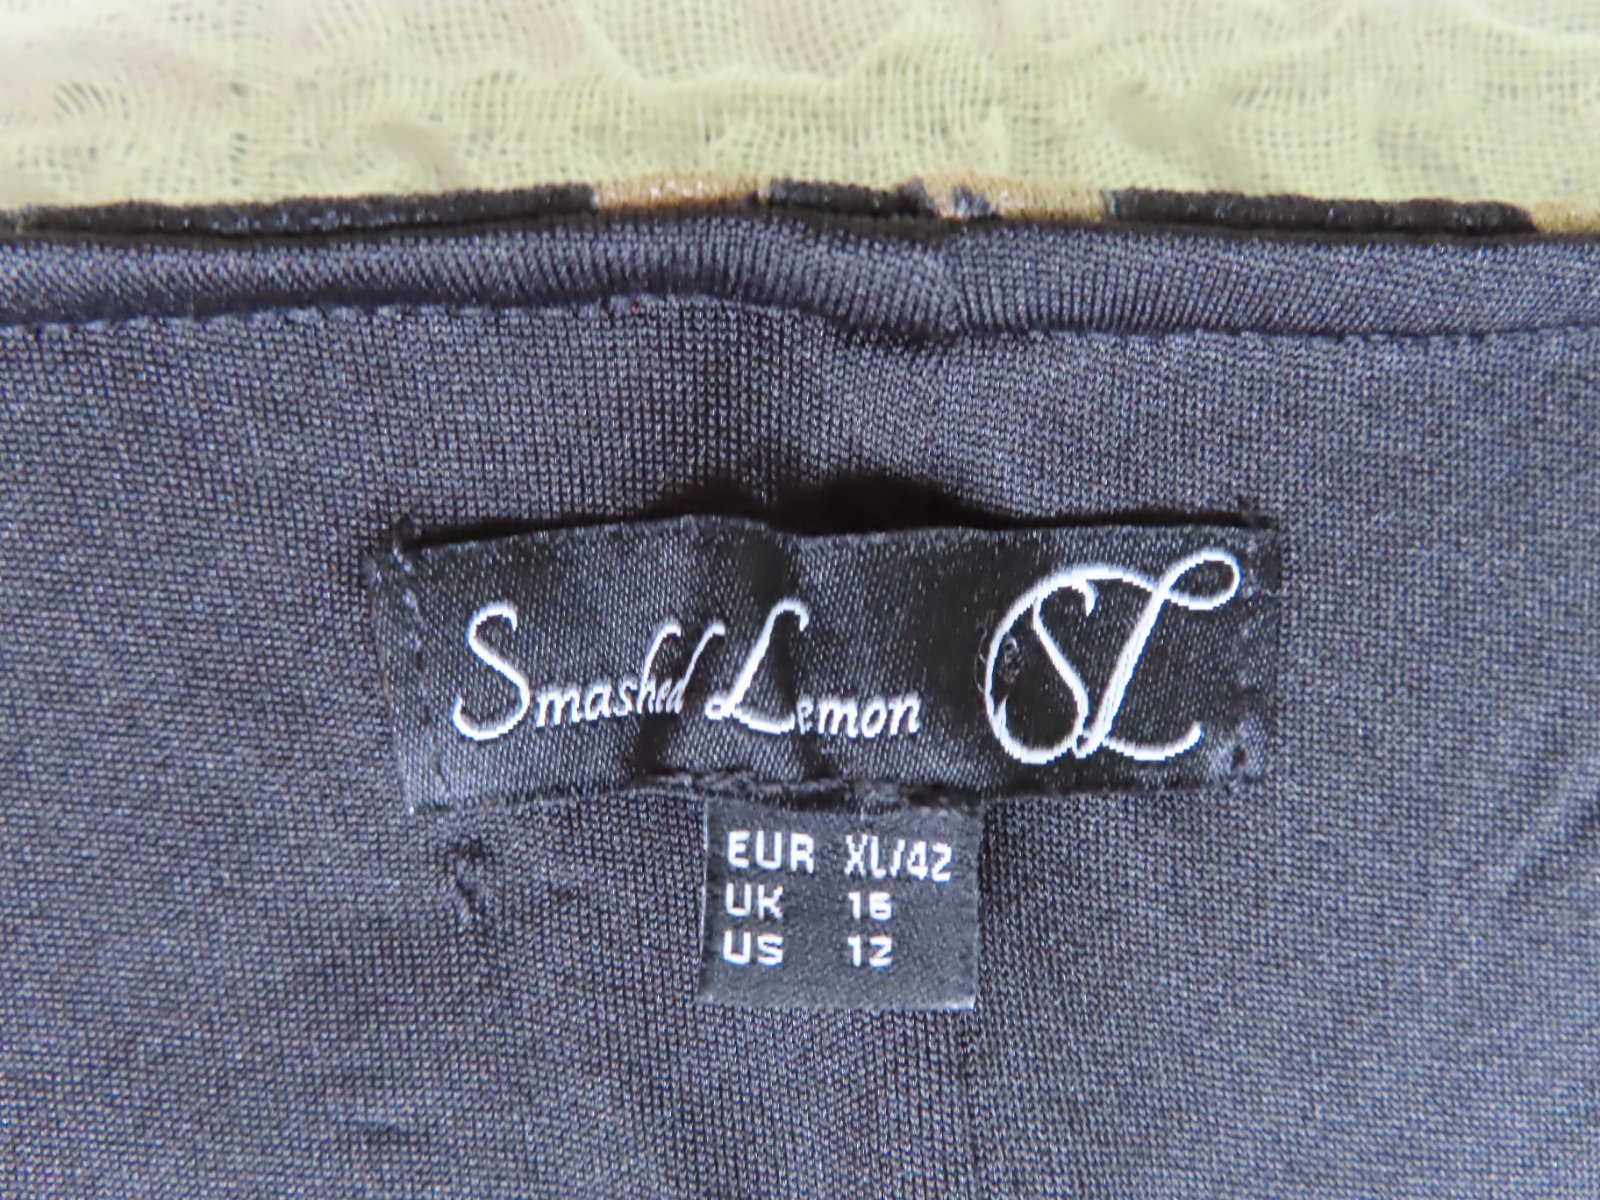 Smashed Lemon SL
EUR XL/42
UK 16
US 12